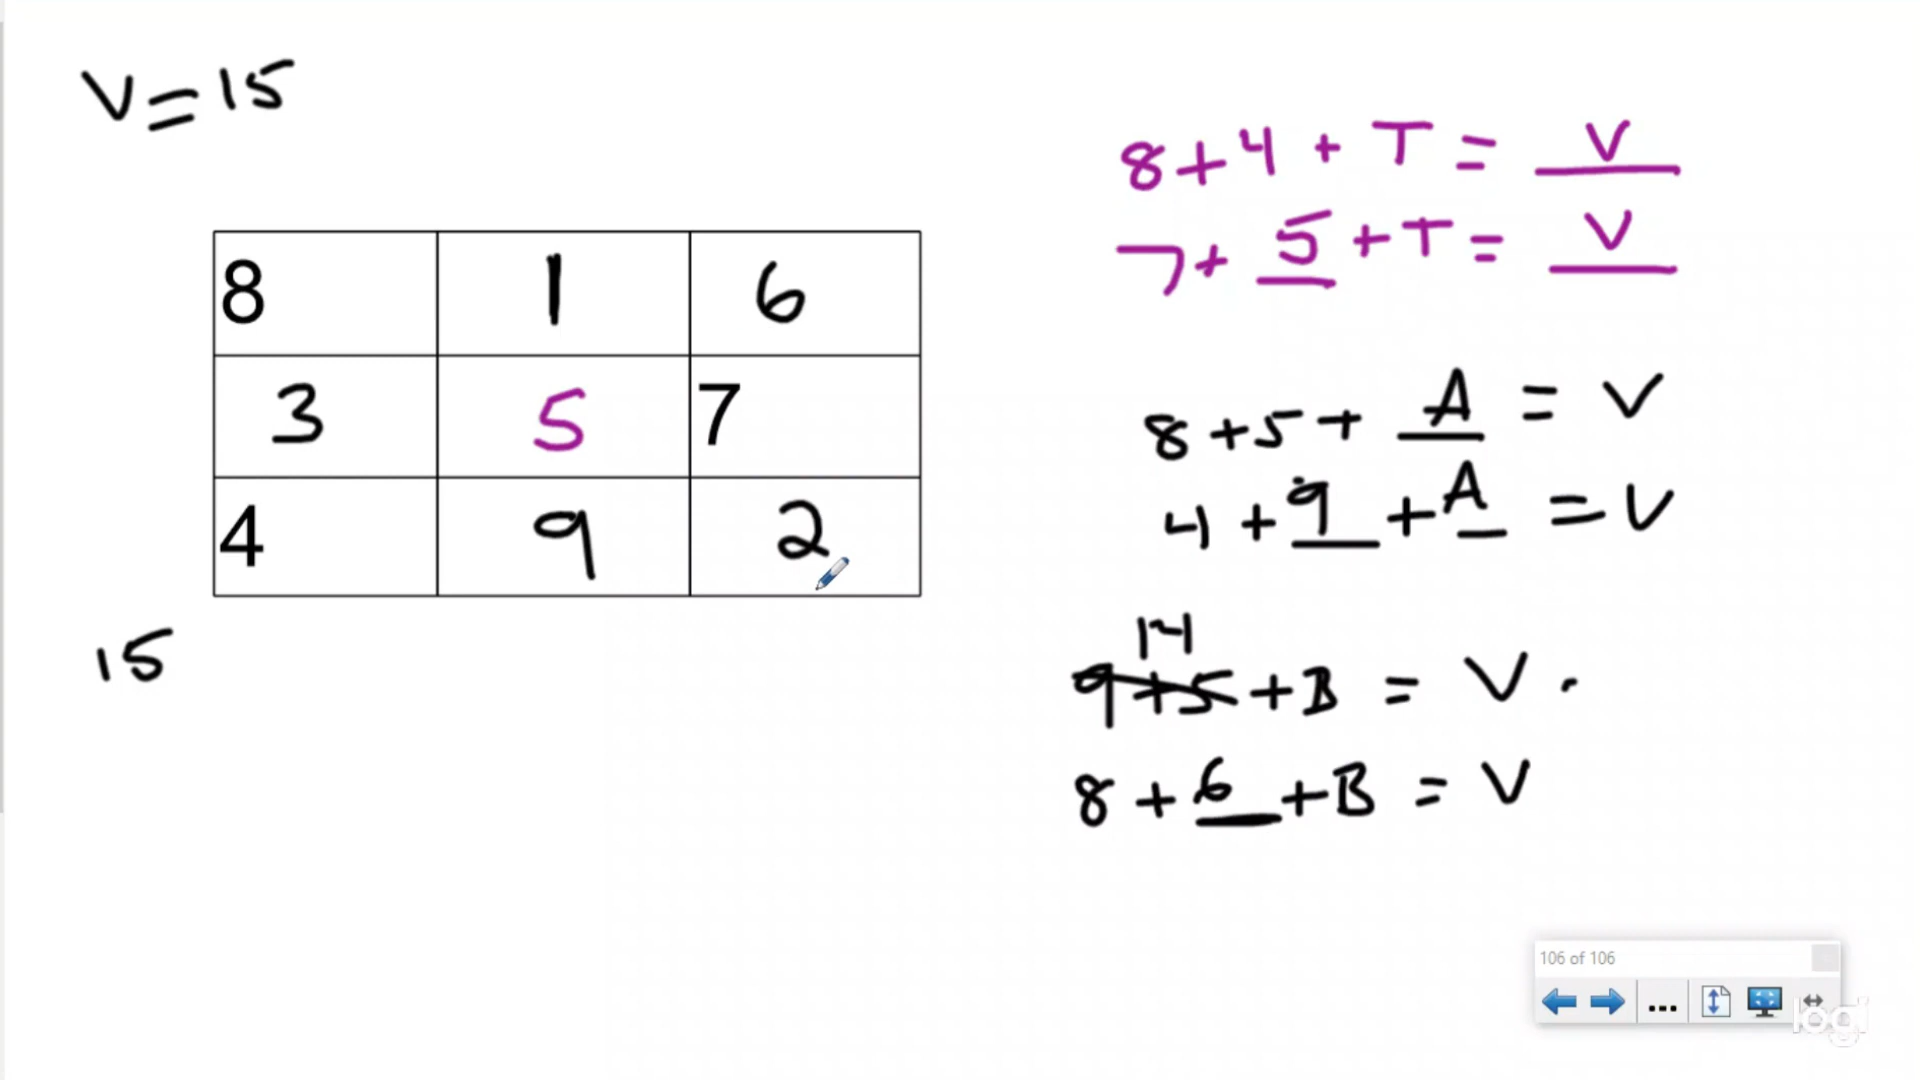 V=15
8 1 6
3 5 7
4 9 2
15
8+4+T= V
7+ 5 +T= V
8+5+ A = V
4+9+A = V
14
9+5+B = V.
8+6+B = V
106 of 106
...
logi